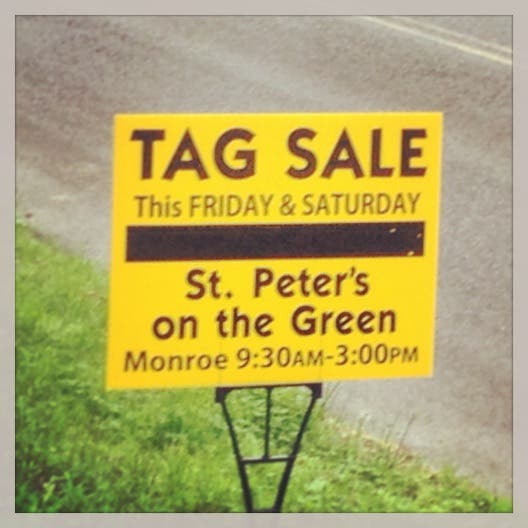 TAG SALE
This FRIDAY & SATURDAY
St. Peter's
on the Green
Monroe 9:30AM-3:00PM